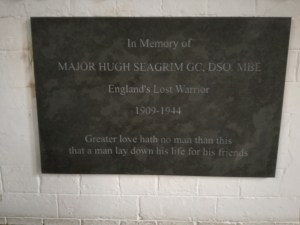 In Memory of
MAJOR HUGH SEAGRIM GC, DSO, MBE
England's Lost Warrior
1909-1944
Greater love hath no man than this
that a man lay down his life for his friends